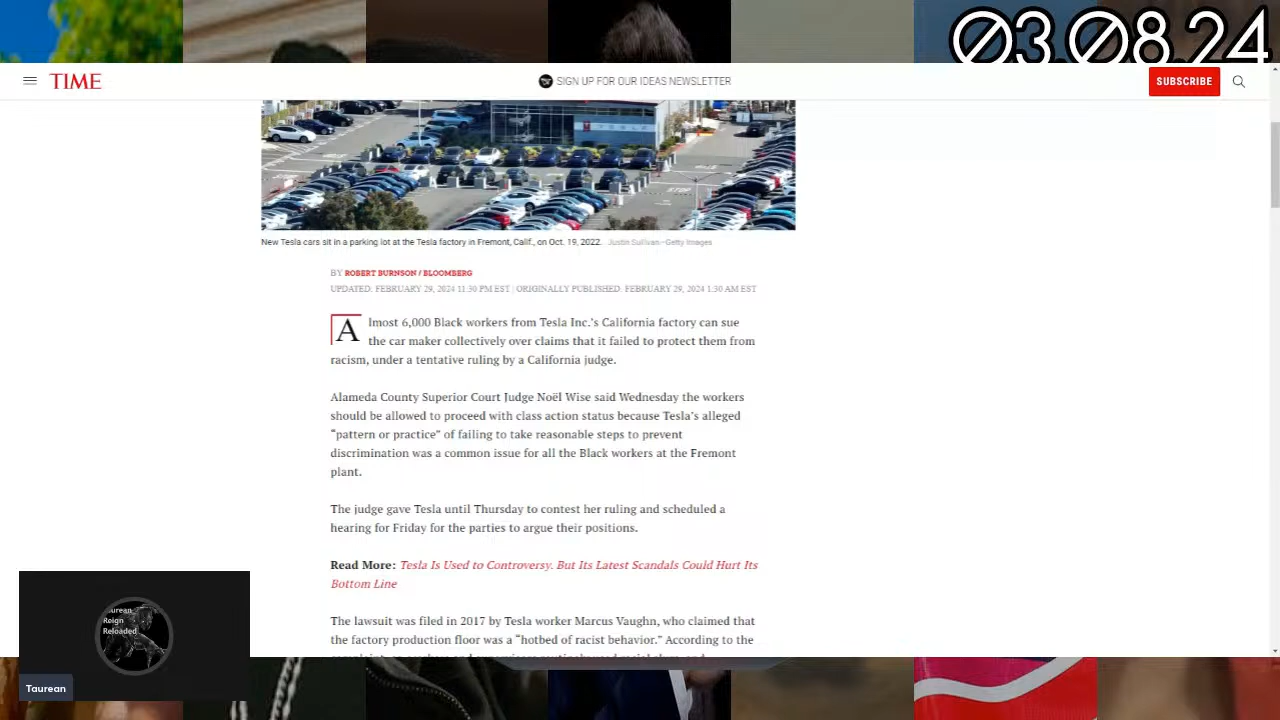 03.08.24
TIME
SIGN UP FOR OUR IDEAS NEWSLETTER
SUBSCRIBE
New Tesla cars sit in a parking lot at the Tesla factory in Fremont, Calif., on Oct. 19, 2022. Justin Sullivan—Getty Images
BY ROBERT BURNSON / BLOOMBERG
UPDATED: FEBRUARY 29, 2024 11:30 PM EST | ORIGINALLY PUBLISHED: FEBRUARY 29, 2024 1:30 AM EST
Almost 6,000 Black workers from Tesla Inc.'s California factory can sue
the car maker collectively over claims that it failed to protect them from
racism, under a tentative ruling by a California judge.
Alameda County Superior Court Judge Noël Wise said Wednesday the workers
should be allowed to proceed with class action status because Tesla's alleged
“pattern or practice” of failing to take reasonable steps to prevent
discrimination was a common issue for all the Black workers at the Fremont
plant.
The judge gave Tesla until Thursday to contest her ruling and scheduled a
hearing for Friday for the parties to argue their positions.
Read More: Tesla Is Used to Controversy. But Its Latest Scandals Could Hurt Its
Bottom Line
The lawsuit was filed in 2017 by Tesla worker Marcus Vaughn, who claimed that
the factory production floor was a “hotbed of racist behavior.” According to the
Reign
Reloaded
Taurean